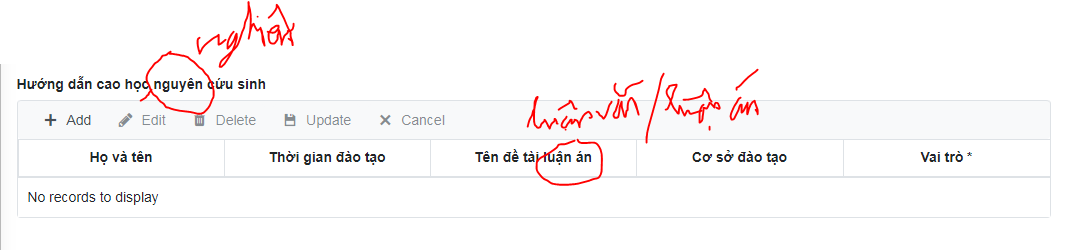 nghiên
Hướng dẫn cao học nguyên cứu sinh
luận văn/luận án
Add Edit Delete Update Cancel
Họ và tên Thời gian đào tạo Tên đề tài luận án Cơ sở đào tạo Vai trò *
No records to display